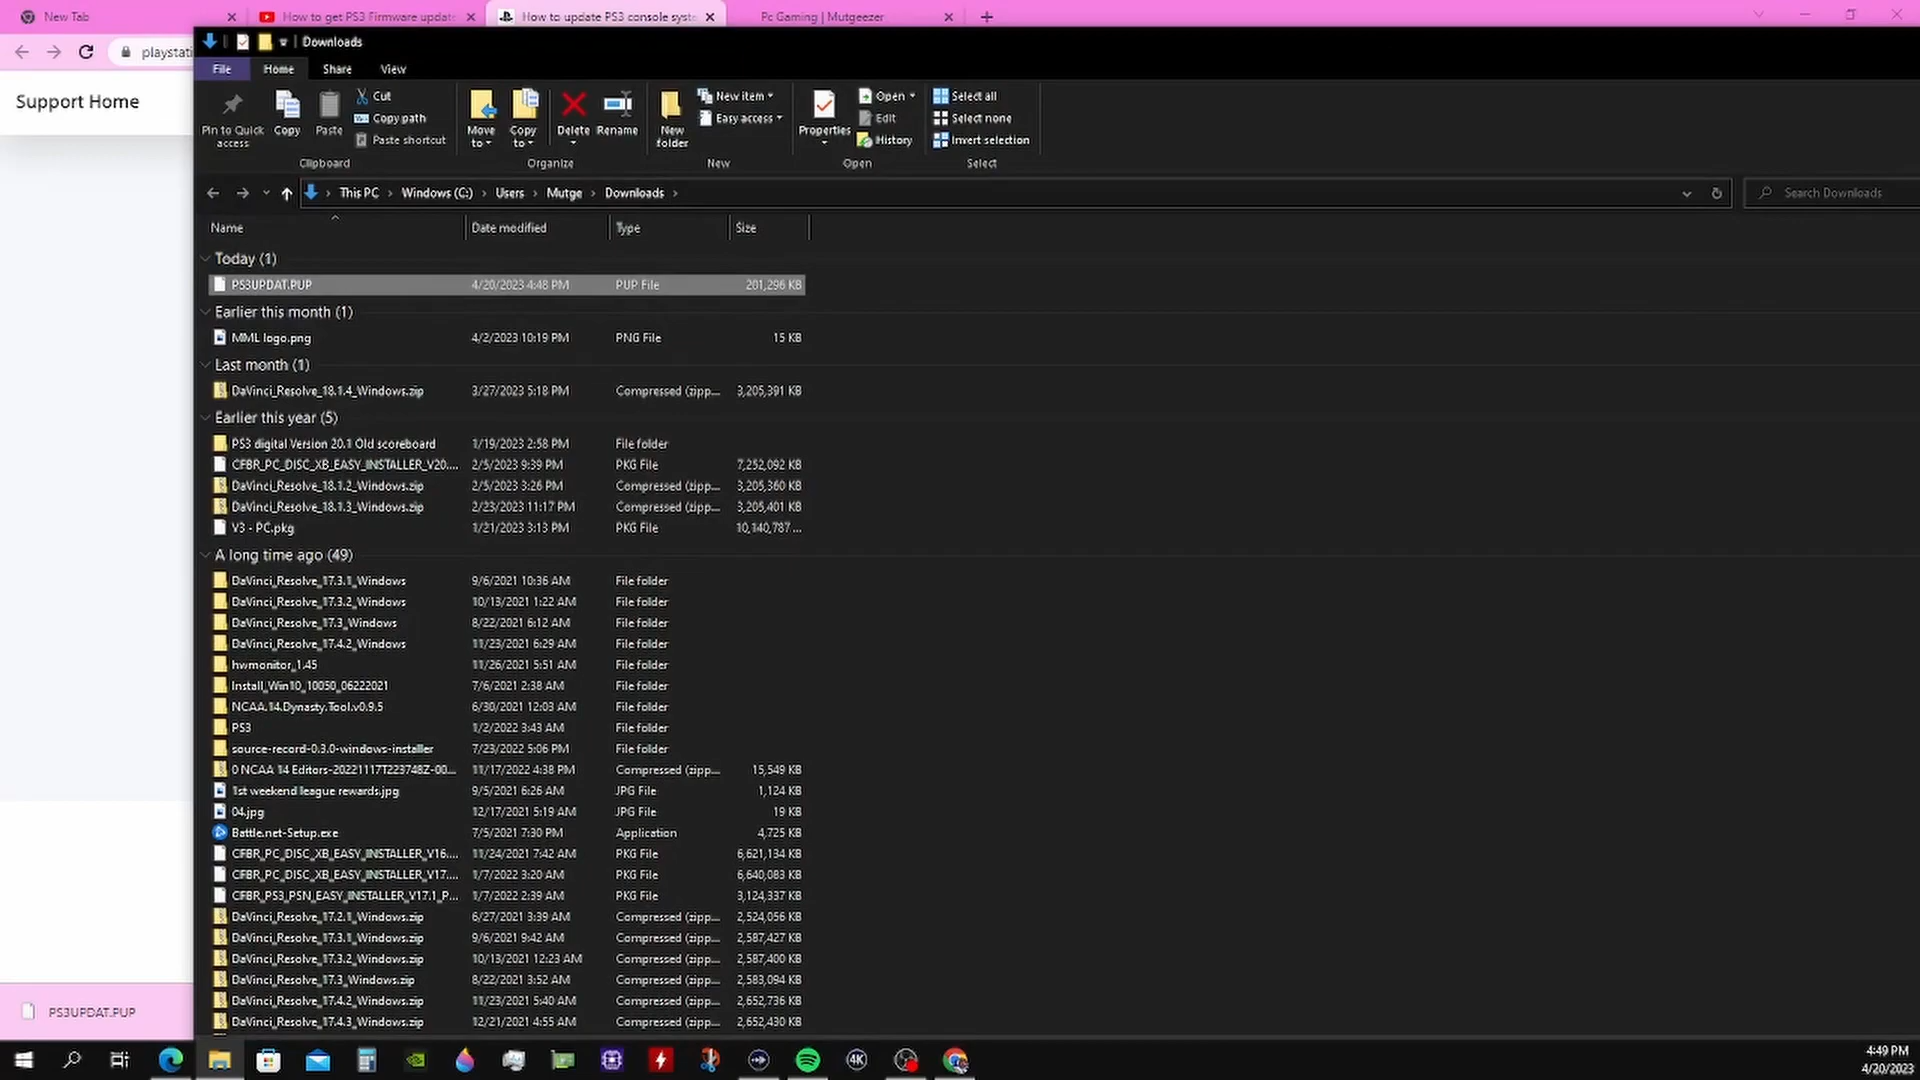 New Tab
How to get PS3 Firmware update
How to update PS3 console syste
Pc Gaming | Mutgeezer
playstati
Support Home
Downloads
File
Home
Share
View
Pin to Quick access
Copy
Paste
Cut
Copy path
Paste shortcut
Clipboard
Move to
Copy to
Delete
Rename
Organize
New folder
New item
Easy access
New
Properties
Open
Edit
History
Open
Select all
Select none
Invert selection
Select
This PC > Windows (C:) > Users > Mutge > Downloads >
Search Downloads
Name Date modified Type Size
Today (1)
PS3UPDAT.PUP 4/20/2023 4:48 PM PUP File 201,296 KB
Earlier this month (1)
MML logo.png 4/2/2023 10:19 PM PNG File 15 KB
Last month (1)
DaVinci_Resolve_18.1.4_Windows.zip 3/27/2023 5:18 PM Compressed (zipp... 3,205,391 KB
Earlier this year (5)
PS3 digital Version 20.1 Old scoreboard 1/19/2023 2:58 PM File folder
CFBR_PC_DISC_XB_EASY_INSTALLER_V20.... 2/5/2023 9:39 PM PKG File 7,252,092 KB
DaVinci_Resolve_18.1.2_Windows.zip 2/5/2023 3:26 PM Compressed (zipp... 3,205,360 KB
DaVinci_Resolve_18.1.3_Windows.zip 2/23/2023 11:17 PM Compressed (zipp... 3,205,401 KB
V3 - PC.pkg 1/21/2023 3:13 PM PKG File 10,140,787 ...
A long time ago (49)
DaVinci_Resolve_17.3.1_Windows 9/6/2021 10:36 AM File folder
DaVinci_Resolve_17.3.2_Windows 10/13/2021 1:22 AM File folder
DaVinci_Resolve_17.3_Windows 8/22/2021 6:12 AM File folder
DaVinci_Resolve_17.4.2_Windows 11/23/2021 6:29 AM File folder
hwmonitor_1.45 11/26/2021 5:51 AM File folder
Install_Win10_10050_06222021 7/6/2021 2:38 AM File folder
NCAA.14.Dynasty.Tool.v0.9.5 6/30/2021 12:03 AM File folder
PS3 1/2/2022 3:43 AM File folder
source-record-0.3.0-windows-installer 7/23/2022 5:06 PM File folder
0 NCAA 14 Editors-20221117T223748Z-00... 11/17/2022 4:38 PM Compressed (zipp... 15,549 KB
1st weekend league rewards.jpg 9/5/2021 6:26 AM JPG File 1,124 KB
04.jpg 12/17/2021 5:19 AM JPG File 19 KB
Battle.net-Setup.exe 7/5/2021 7:30 PM Application 4,725 KB
CFBR_PC_DISC_XB_EASY_INSTALLER_V16.... 11/24/2021 7:42 AM PKG File 6,621,134 KB
CFBR_PC_DISC_XB_EASY_INSTALLER_V17.... 1/7/2022 3:20 AM PKG File 6,640,083 KB
CFBR_PS3_PSN_EASY_INSTALLER_V17.1_P... 1/7/2022 2:39 AM PKG File 3,124,337 KB
DaVinci_Resolve_17.2.1_Windows.zip 6/27/2021 3:39 AM Compressed (zipp... 2,524,056 KB
DaVinci_Resolve_17.3.1_Windows.zip 9/6/2021 9:42 AM Compressed (zipp... 2,587,427 KB
DaVinci_Resolve_17.3.2_Windows.zip 10/13/2021 12:23 AM Compressed (zipp... 2,587,400 KB
DaVinci_Resolve_17.3_Windows.zip 8/22/2021 3:52 AM Compressed (zipp... 2,583,094 KB
DaVinci_Resolve_17.4.2_Windows.zip 11/23/2021 5:40 AM Compressed (zipp... 2,652,736 KB
DaVinci_Resolve_17.4.3_Windows.zip 12/21/2021 4:55 AM Compressed (zipp... 2,652,430 KB
PS3UPDAT.PUP
4K
4:49 PM
4/20/2023